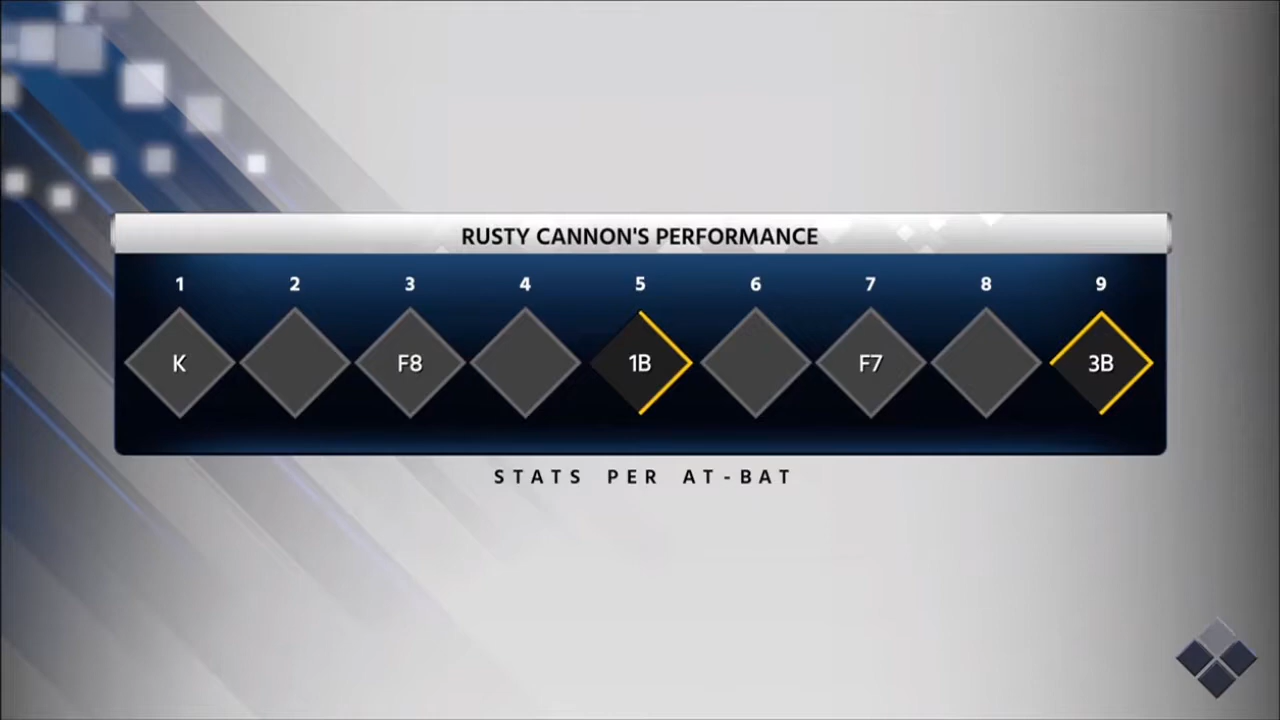 RUSTY CANNON'S PERFORMANCE
1 2 3 4 5 6 7 8 9
K F8 1B F7 3B
STATS PER AT-BAT